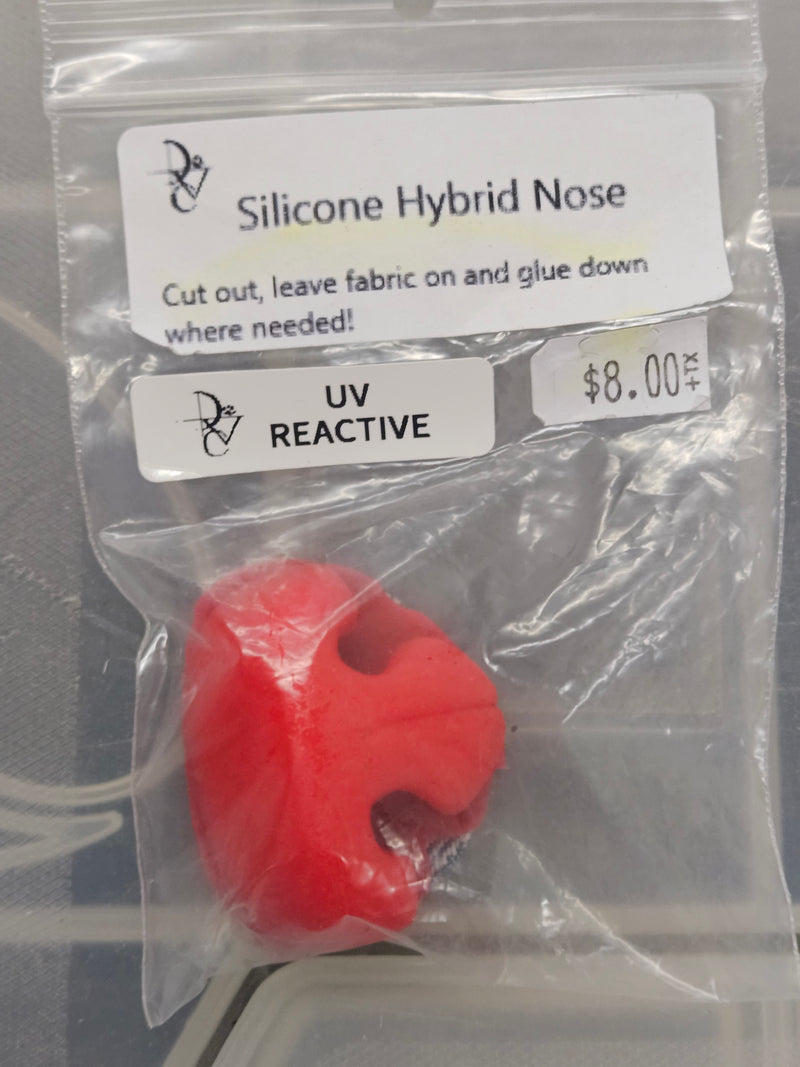 Silicone Hybrid Nose
Cut out, leave fabric on and glue down
where needed!
UV
REACTIVE
$8.00 +TX